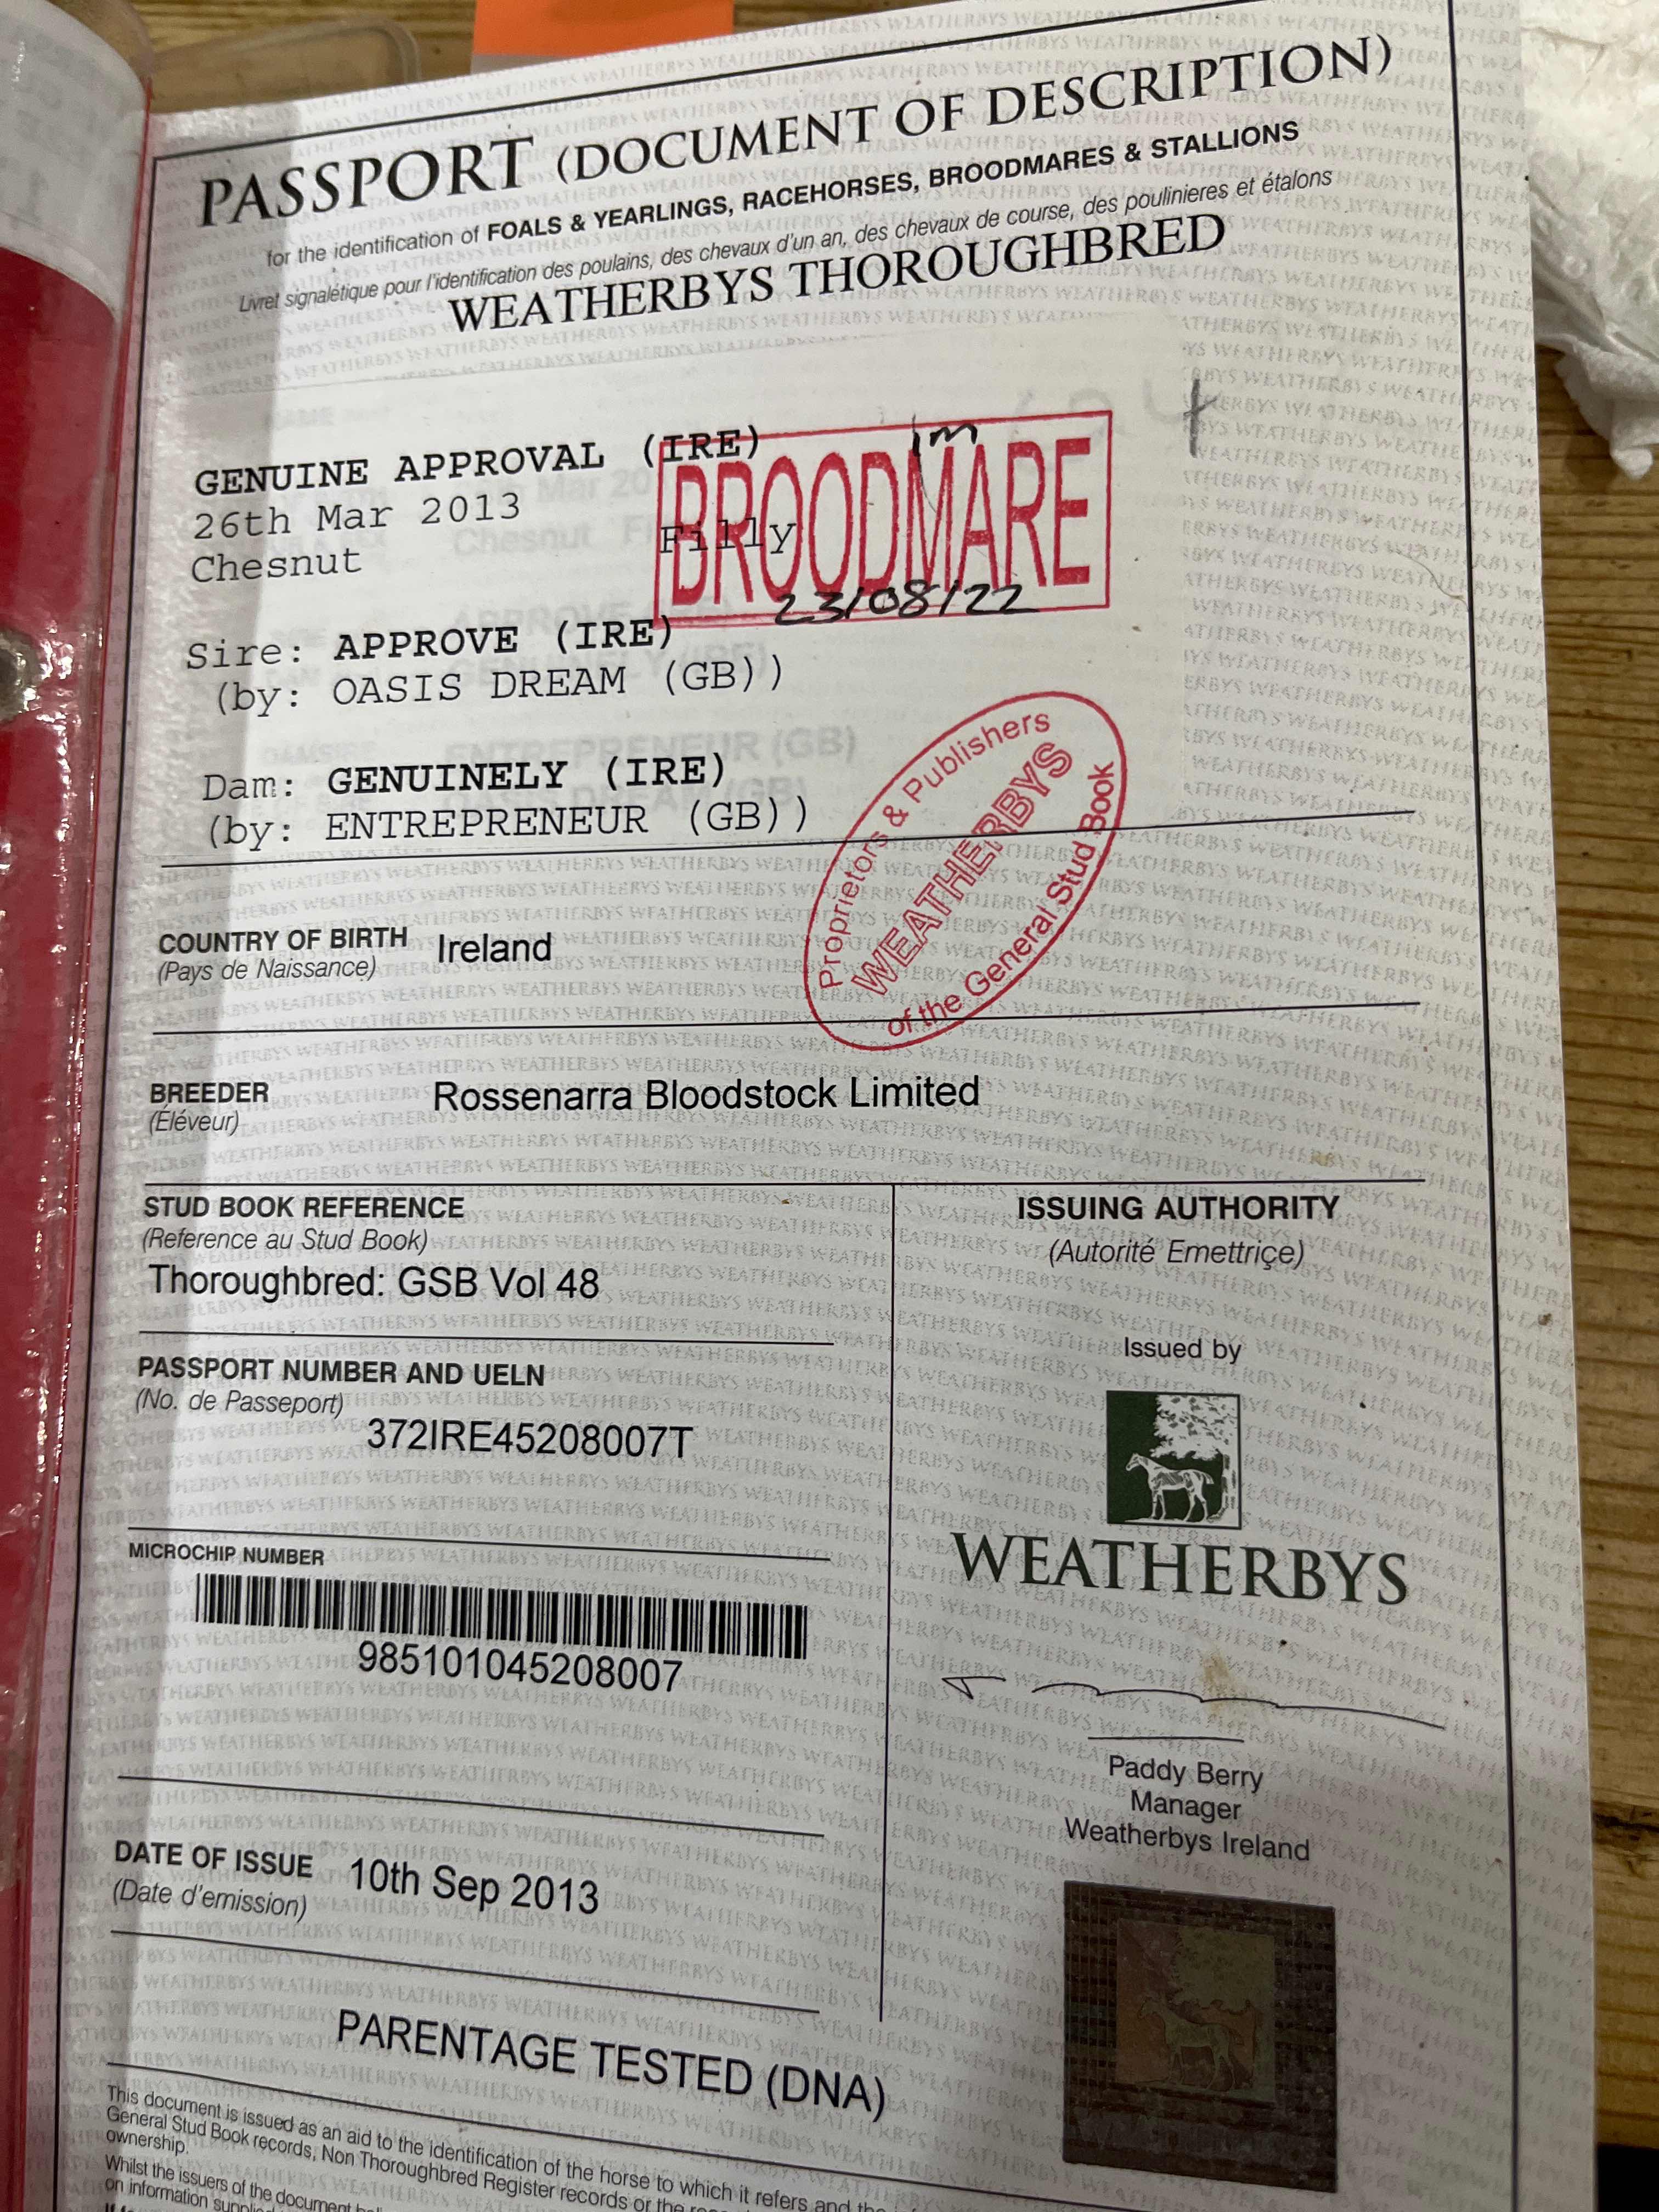 PASSPORT (DOCUMENT OF DESCRIPTION)
for the identification of FOALS & YEARLINGS, RACEHORSES, BROODMARES & STALLIONS
Livret signalétique pour l'identification des poulains, des chevaux d'un an, des chevaux de course, des poulinieres et étalons
WEATHERBYS THOROUGHBRED
GENUINE APPROVAL (IRE)
26th Mar 2013
Chesnut Filly
BROODMARE
23/08/22
Sire: APPROVE (IRE)
(by: OASIS DREAM (GB))
Dam: GENUINELY (IRE)
(by: ENTREPRENEUR (GB))
Proprietors & Publishers
WEATHERBYS
of the General Stud Book
COUNTRY OF BIRTH Ireland
(Pays de Naissance)
BREEDER Rossenarra Bloodstock Limited
(Éléveur)
STUD BOOK REFERENCE
(Reference au Stud Book)
Thoroughbred: GSB Vol 48
PASSPORT NUMBER AND UELN
(No. de Passeport)
372IRE45208007T
MICROCHIP NUMBER
985101045208007
DATE OF ISSUE 10th Sep 2013
(Date d'emission)
ISSUING AUTHORITY
(Autorité Emettriçe)
Issued by
WEATHERBYS
Paddy Berry
Manager
Weatherbys Ireland
PARENTAGE TESTED (DNA)
This document is issued as an aid to the identification of the horse to which it refers and the
General Stud Book records, Non Thoroughbred Register records or the
ownership.
Whilst the issuers of the document
on information